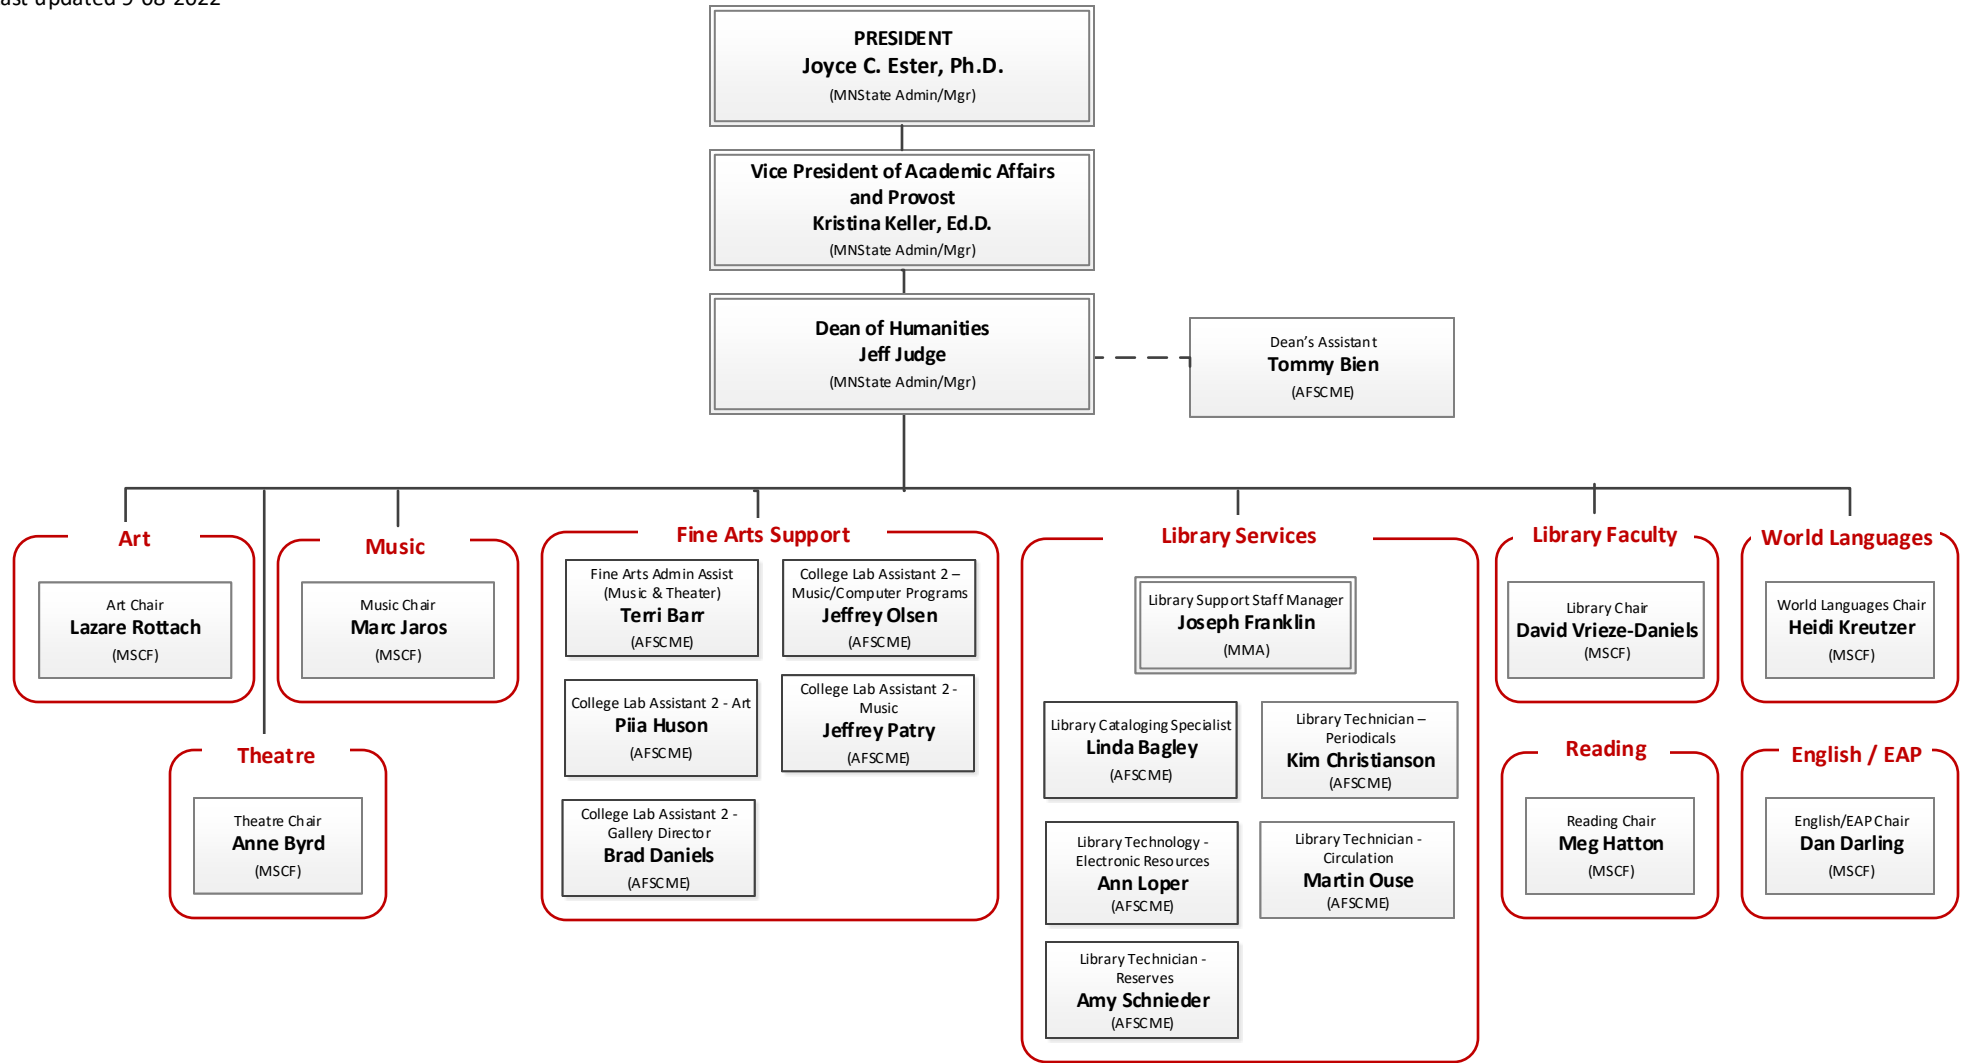 last updated 9-08-2022
PRESIDENT
Joyce C. Ester, Ph.D.
(MNState Admin/Mgr)
Vice President of Academic Affairs
and Provost
Kristina Keller, Ed.D.
(MNState Admin/Mgr)
Dean of Humanities
Jeff Judge
(MNState Admin/Mgr)
Dean's Assistant
Tommy Bien
(AFSCME)
Art
Art Chair
Lazare Rottach
(MSCF)
Theatre
Theatre Chair
Anne Byrd
(MSCF)
Music
Music Chair
Marc Jaros
(MSCF)
Fine Arts Support
Fine Arts Admin Assist
(Music & Theater)
Terri Barr
(AFSCME)
College Lab Assistant 2 –
Music/Computer Programs
Jeffrey Olsen
(AFSCME)
College Lab Assistant 2 - Art
Piia Huson
(AFSCME)
College Lab Assistant 2 -
Music
Jeffrey Patry
(AFSCME)
College Lab Assistant 2 -
Gallery Director
Brad Daniels
(AFSCME)
Library Services
Library Support Staff Manager
Joseph Franklin
(MMA)
Library Cataloging Specialist
Linda Bagley
(AFSCME)
Library Technician –
Periodicals
Kim Christianson
(AFSCME)
Library Technology -
Electronic Resources
Ann Loper
(AFSCME)
Library Technician -
Circulation
Martin Ouse
(AFSCME)
Library Technician -
Reserves
Amy Schnieder
(AFSCME)
Library Faculty
Library Chair
David Vrieze-Daniels
(MSCF)
World Languages
World Languages Chair
Heidi Kreutzer
(MSCF)
Reading
Reading Chair
Meg Hatton
(MSCF)
English / EAP
English/EAP Chair
Dan Darling
(MSCF)